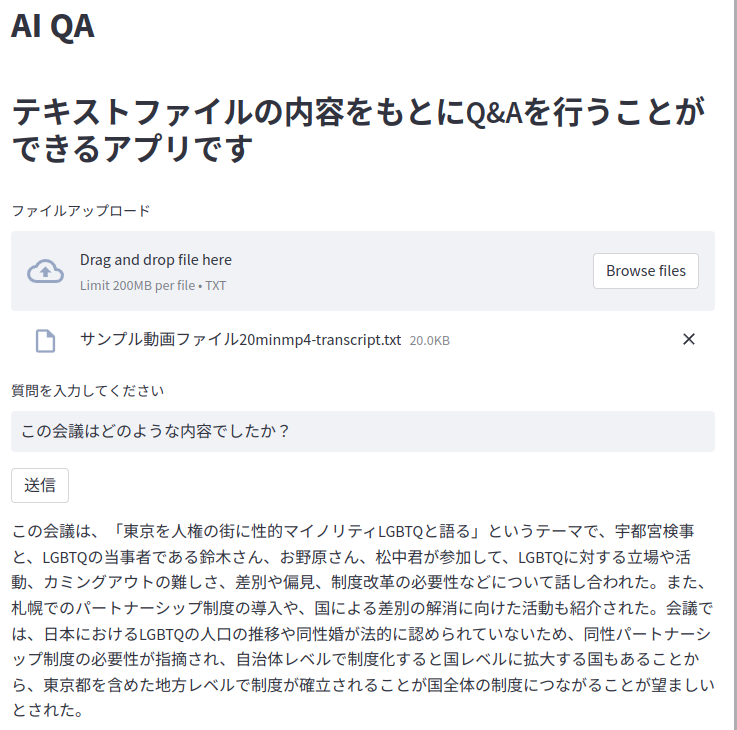 AI QA
テキストファイルの内容をもとにQ&Aを行うことが
できるアプリです
ファイルアップロード
Drag and drop file here
Limit 200MB per file • TXT
Browse files
サンプル動画ファイル20minmp4-transcript.txt 20.0KB
質問を入力してください
この会議はどのような内容でしたか？
送信
この会議は、「東京を人権の街に性的マイノリティLGBTQと語る」というテーマで、宇都宮検事
と、LGBTQの当事者である鈴木さん、お野原さん、松中君が参加して、LGBTQに対する立場や活
動、カミングアウトの難しさ、差別や偏見、制度改革の必要性などについて話し合われた。また、
札幌でのパートナーシップ制度の導入や、国による差別の解消に向けた活動も紹介された。会議で
は、日本におけるLGBTQの人口の推移や同性婚が法的に認められていないため、同性パートナーシ
ップ制度の必要性が指摘され、自治体レベルで制度化すると国レベルに拡大する国もあることか
ら、東京都を含めた地方レベルで制度が確立されることが国全体の制度につながることが望ましい
とされた。